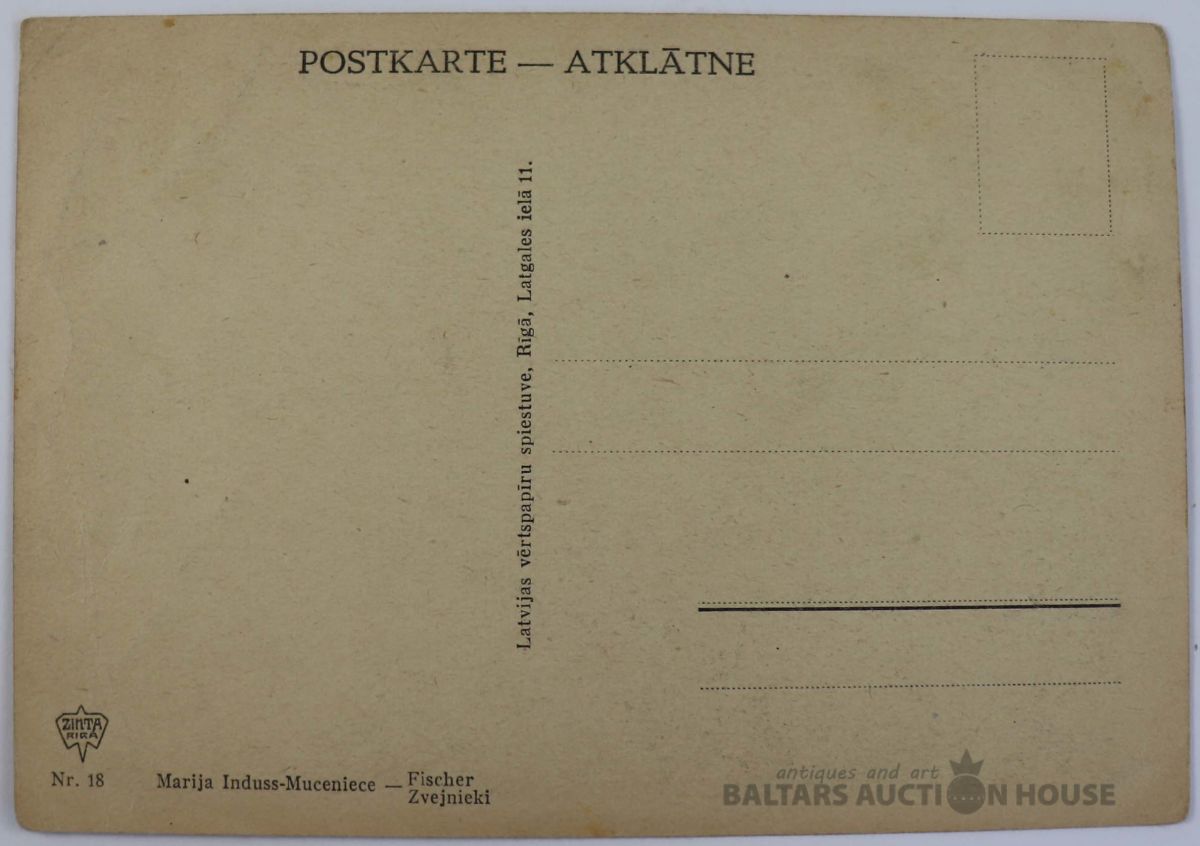 POSTKARTE — ATKLĀTNE
Latvijas vērtspapīru spiestuve, Rīgā, Latgales ielā 11.
ZINTA
RIGA
Nr. 18
Marija Induss-Muceniece — Fischer
Zvejnieki
antiques and art
BALTARS AUCTION HOUSE